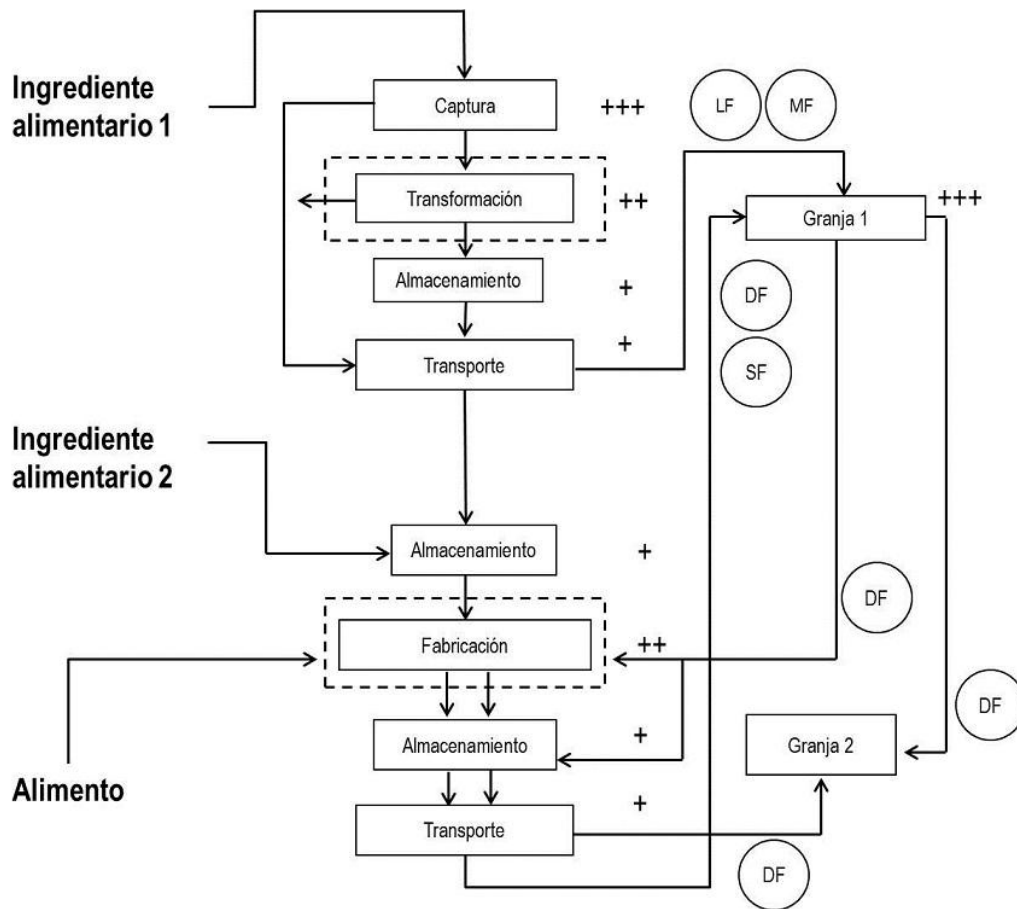 Ingrediente
alimentario 1
Captura
+++
LF
MF
Transformación
++
Granja 1
+++
Almacenamiento
+
DF
Transporte
+
SF
Ingrediente
alimentario 2
Almacenamiento
+
DF
Fabricación
++
DF
Almacenamiento
+
Granja 2
Alimento
Transporte
+
DF